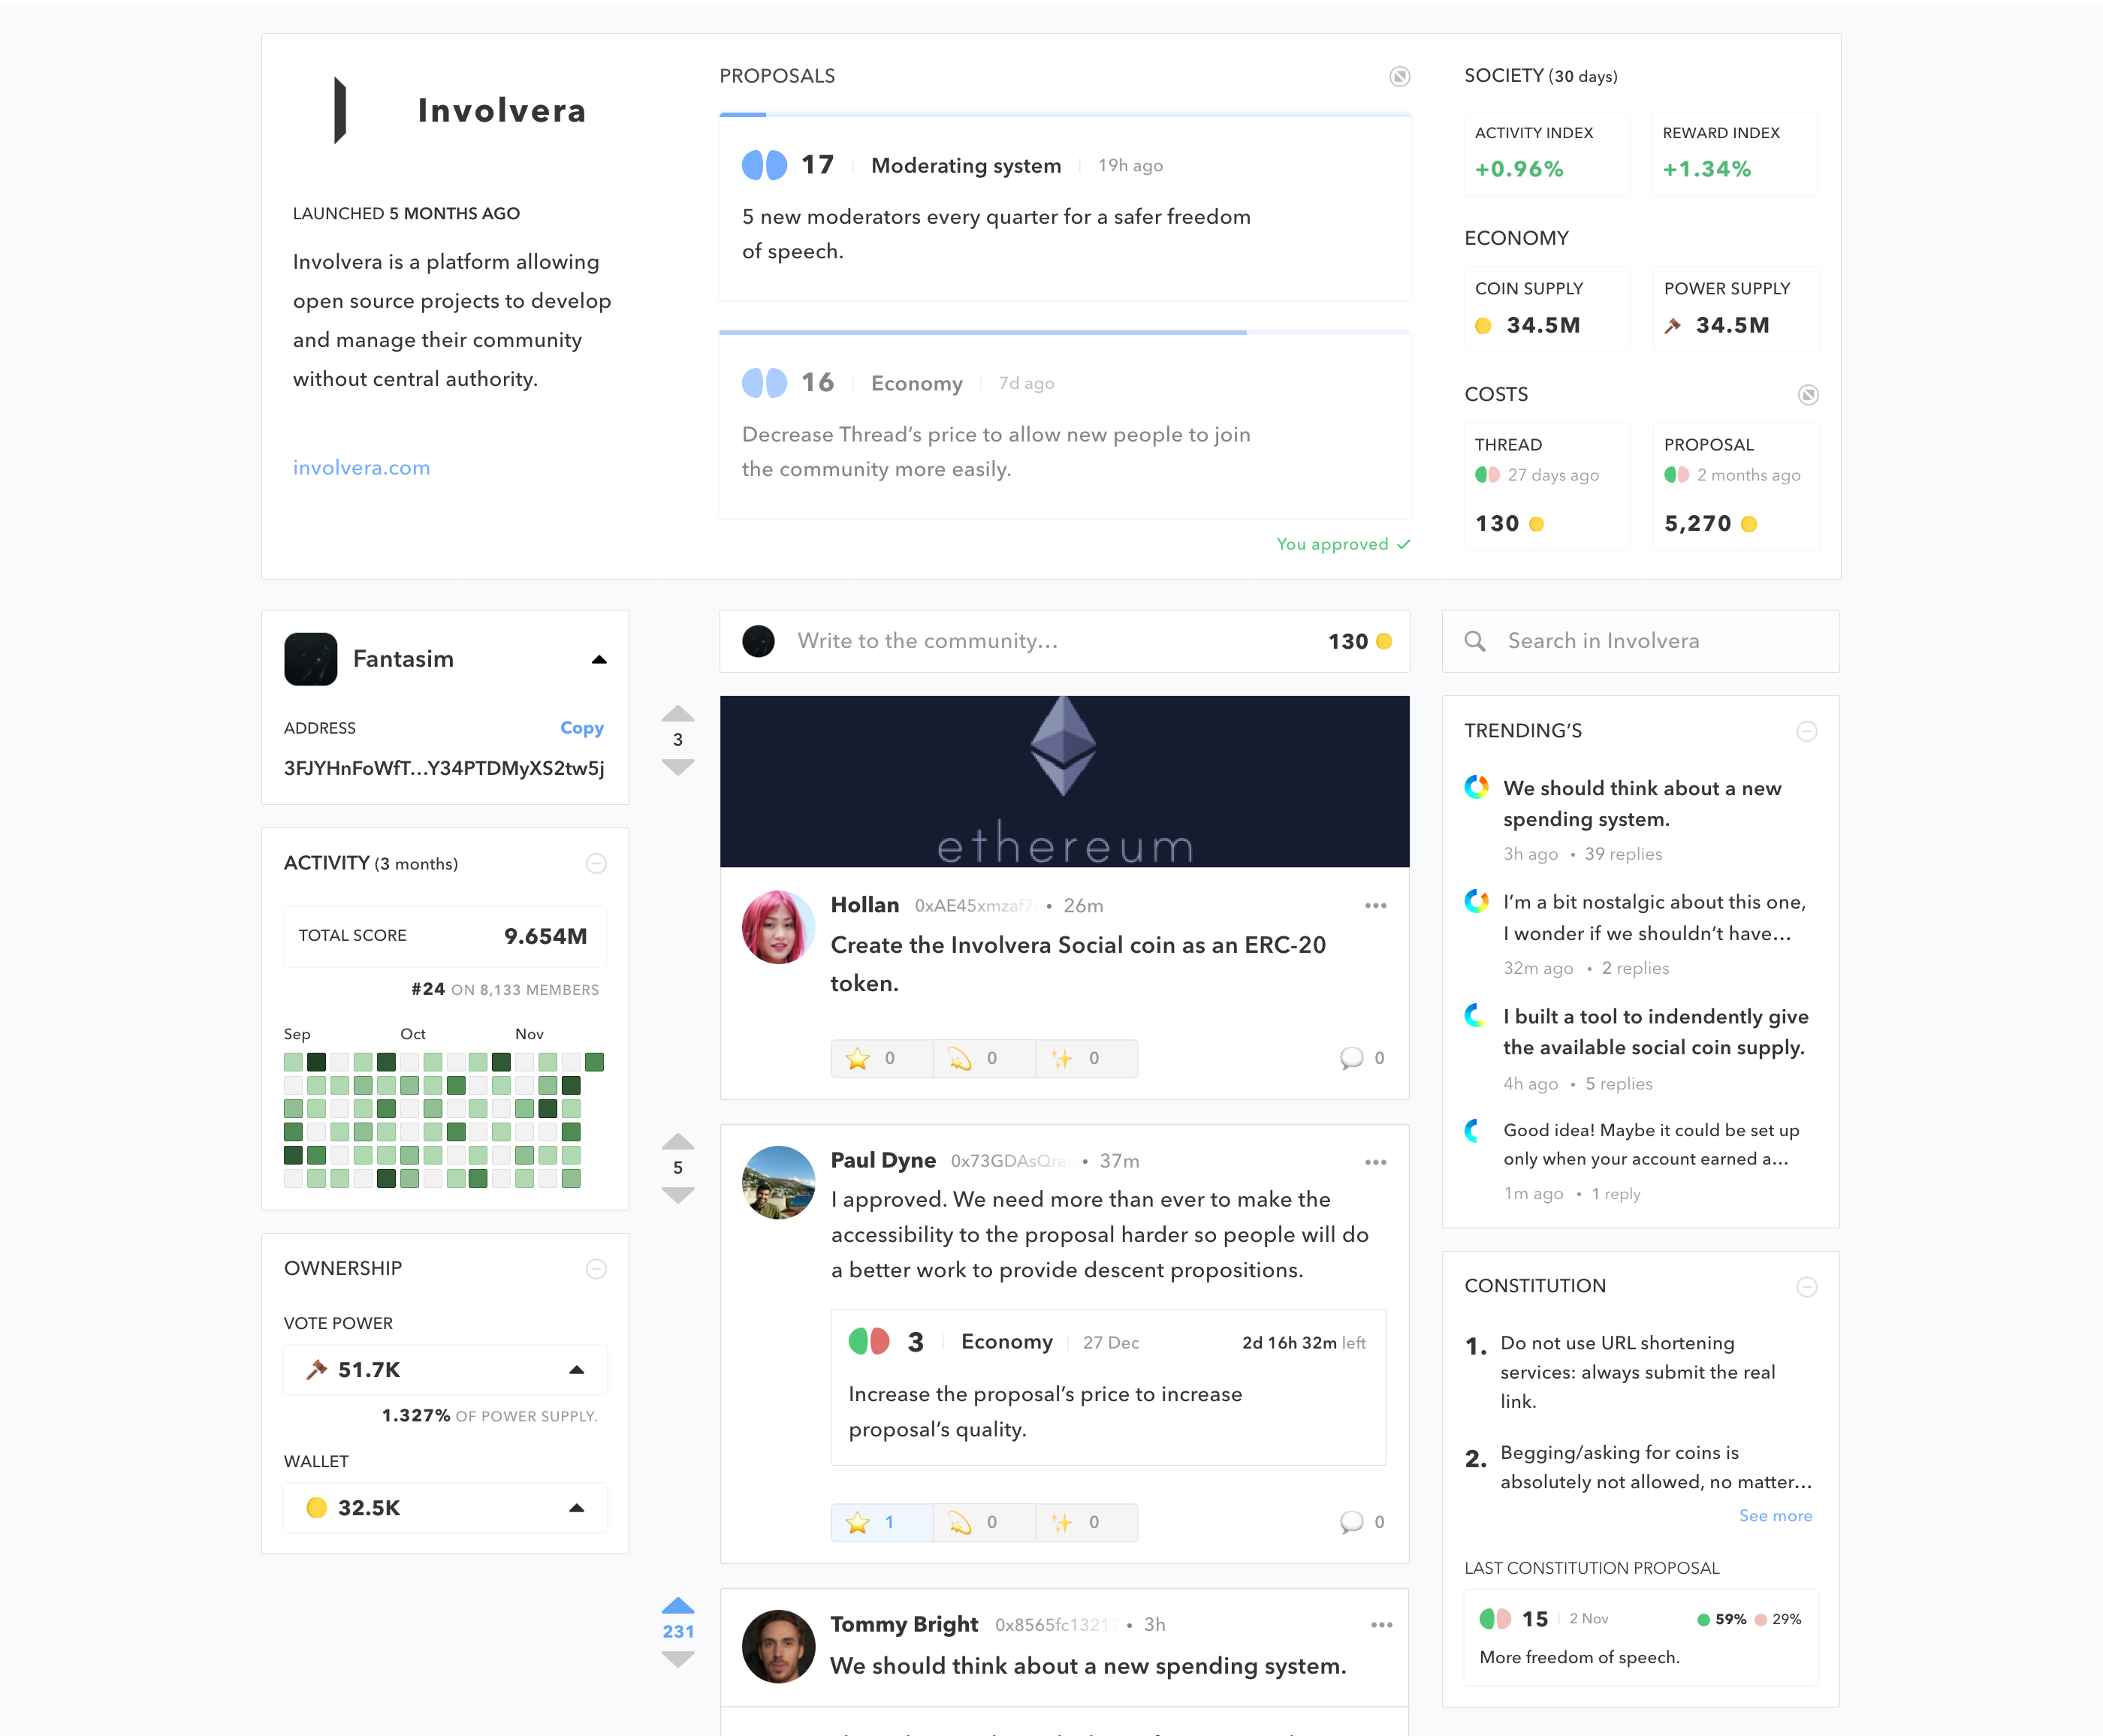 Involvera
LAUNCHED 5 MONTHS AGO
Involvera is a platform allowing
open source projects to develop
and manage their community
without central authority.
involvera.com
PROPOSALS
17 Moderating system 19h ago
5 new moderators every quarter for a safer freedom
of speech.
16 Economy 7d ago
Decrease Thread’s price to allow new people to join
the community more easily.
You approved
SOCIETY (30 days)
ACTIVITY INDEX
+0.96%
REWARD INDEX
+1.34%
ECONOMY
COIN SUPPLY
34.5M
POWER SUPPLY
34.5M
COSTS
THREAD
27 days ago
130
PROPOSAL
2 months ago
5,270
Fantasim
ADDRESS Copy
3FJYHnFoWfT...Y34PTDMyXS2tw5j
ACTIVITY (3 months)
TOTAL SCORE 9.654M
#24 ON 8,133 MEMBERS
Sep Oct Nov
OWNERSHIP
VOTE POWER
51.7K
1.327% OF POWER SUPPLY.
WALLET
32.5K
Write to the community... 130
3
ethereum
Hollan 0xAE45xmzaf7 • 26m
Create the Involvera Social coin as an ERC-20
token.
0 0 0 0
5
Paul Dyne 0x73GDAsQra • 37m
I approved. We need more than ever to make the
accessibility to the proposal harder so people will do
a better work to provide descent propositions.
3 Economy 27 Dec 2d 16h 32m left
Increase the proposal’s price to increase
proposal’s quality.
1 0 0 0
231
Tommy Bright 0x8565fc13217 • 3h
We should think about a new spending system.
Search in Involvera
TRENDING’S
We should think about a new
spending system.
3h ago • 39 replies
I’m a bit nostalgic about this one,
I wonder if we shouldn’t have...
32m ago • 2 replies
I built a tool to indendently give
the available social coin supply.
4h ago • 5 replies
Good idea! Maybe it could be set up
only when your account earned a...
1m ago • 1 reply
CONSTITUTION
1. Do not use URL shortening
services: always submit the real
link.
2. Begging/asking for coins is
absolutely not allowed, no matter...
See more
LAST CONSTITUTION PROPOSAL
15 2 Nov 59% 29%
More freedom of speech.